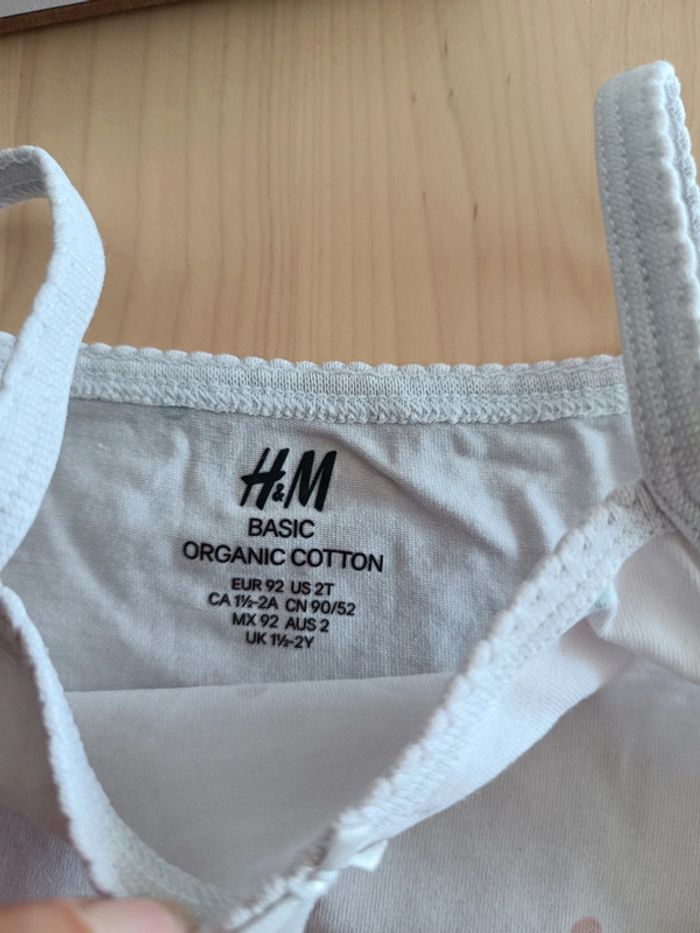 H&M
BASIC
ORGANIC COTTON
EUR 92 US 2T
CA 1½-2A CN 90/52
MX 92 AUS 2
UK 1½-2Y